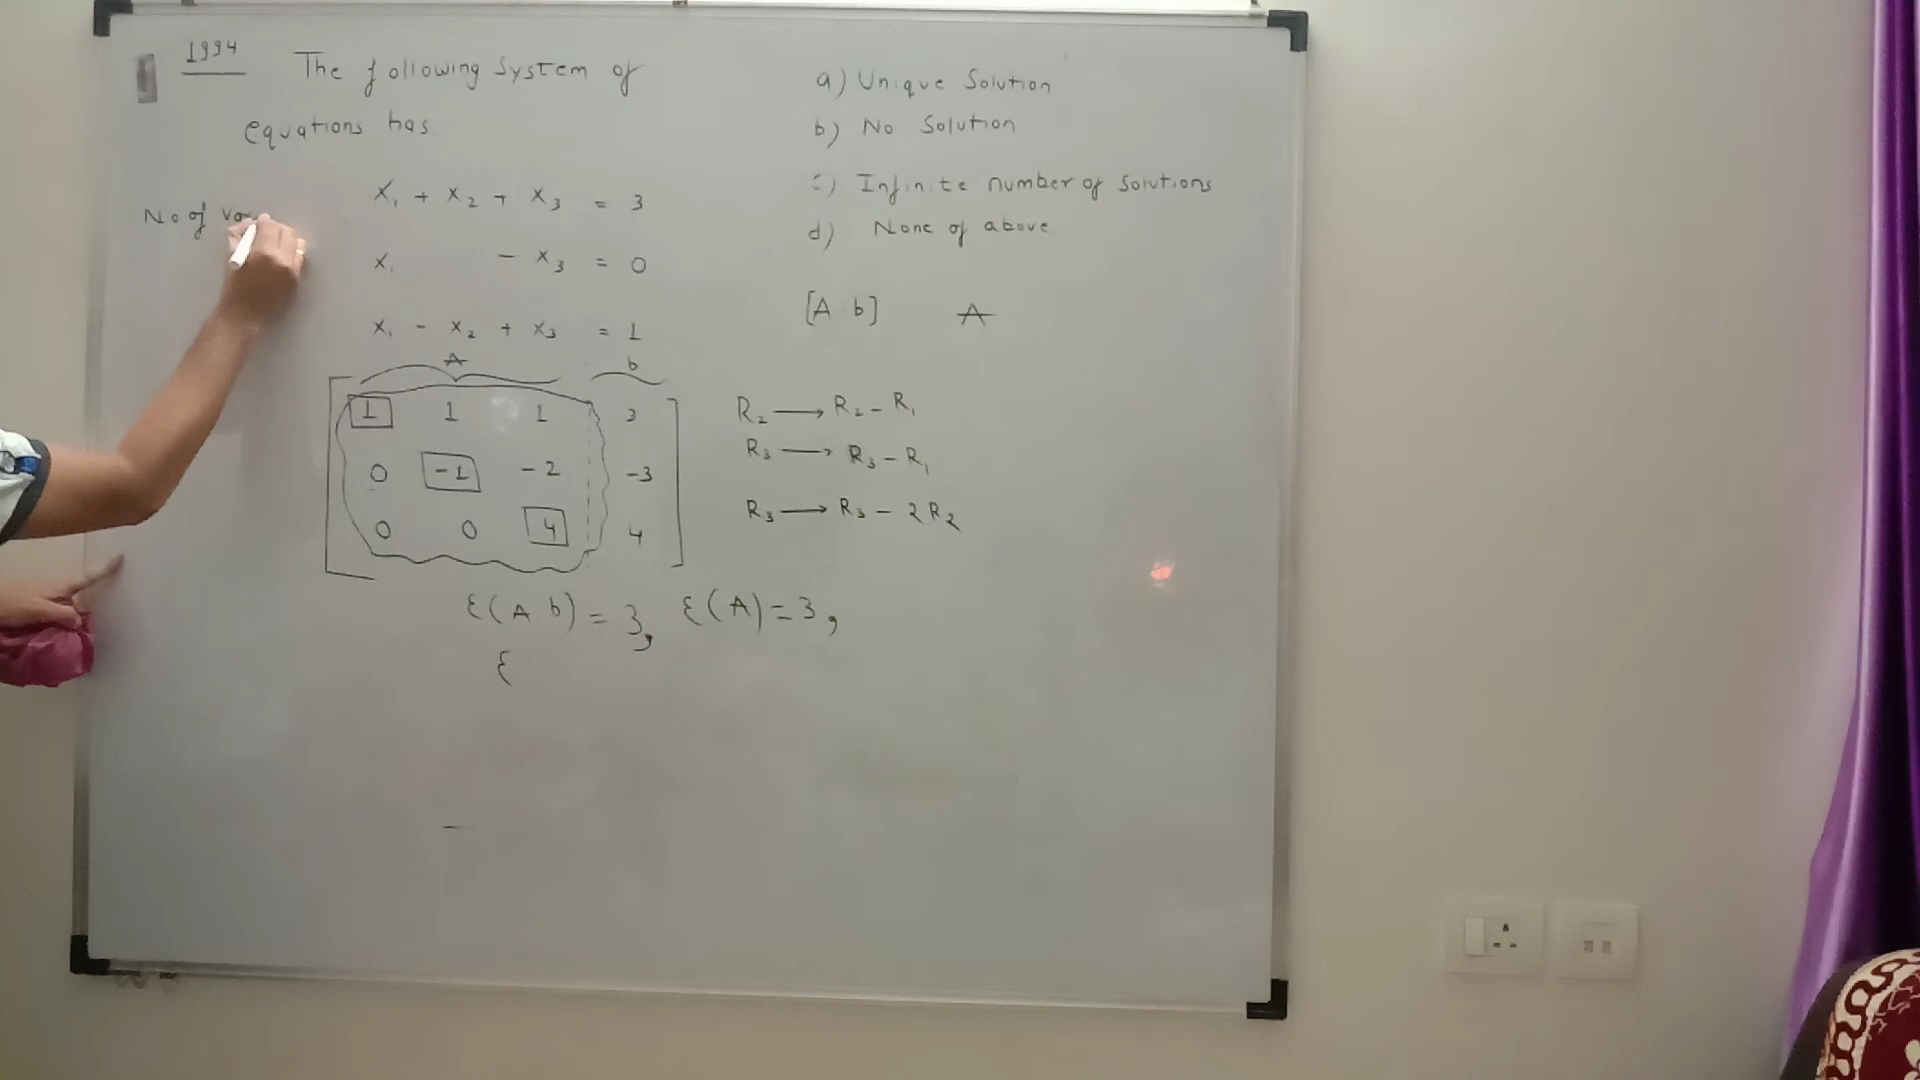 1994 The following System of
equations has
x₁ + x₂ + x₃ = 3
No of Var
x₁ - x₃ = 0
x₁ - x₂ + x₃ = 1
a) Unique Solution
b) No Solution
c) Infinite number of Solutions
d) None of above
[A : b] A
A b
1 1 1 3
0 -1 -2 -3
0 0 4 4
R₂ → R₂ - R₁
R₃ → R₃ - R₁
R₃ → R₃ - 2R₂
ξ(A b) = 3, ξ(A) = 3,
ξ